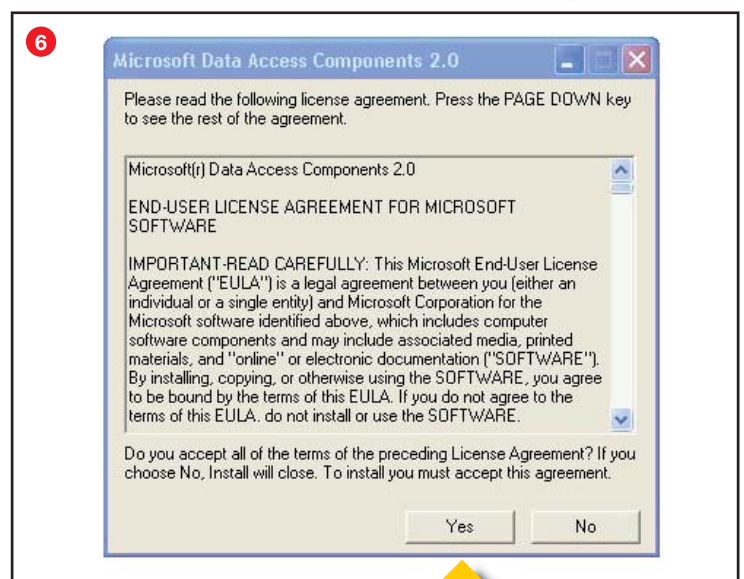 6
Microsoft Data Access Components 2.0
Please read the following license agreement. Press the PAGE DOWN key
to see the rest of the agreement.
Microsoft(r) Data Access Components 2.0
END-USER LICENSE AGREEMENT FOR MICROSOFT
SOFTWARE
IMPORTANT-READ CAREFULLY: This Microsoft End-User License
Agreement ("EULA") is a legal agreement between you (either an
individual or a single entity) and Microsoft Corporation for the
Microsoft software identified above, which includes computer
software components and may include associated media, printed
materials, and "online" or electronic documentation ("SOFTWARE").
By installing, copying, or otherwise using the SOFTWARE, you agree
to be bound by the terms of this EULA. If you do not agree to the
terms of this EULA. do not install or use the SOFTWARE.
Do you accept all of the terms of the preceding License Agreement? If you
choose No, Install will close. To install you must accept this agreement.
Yes
No